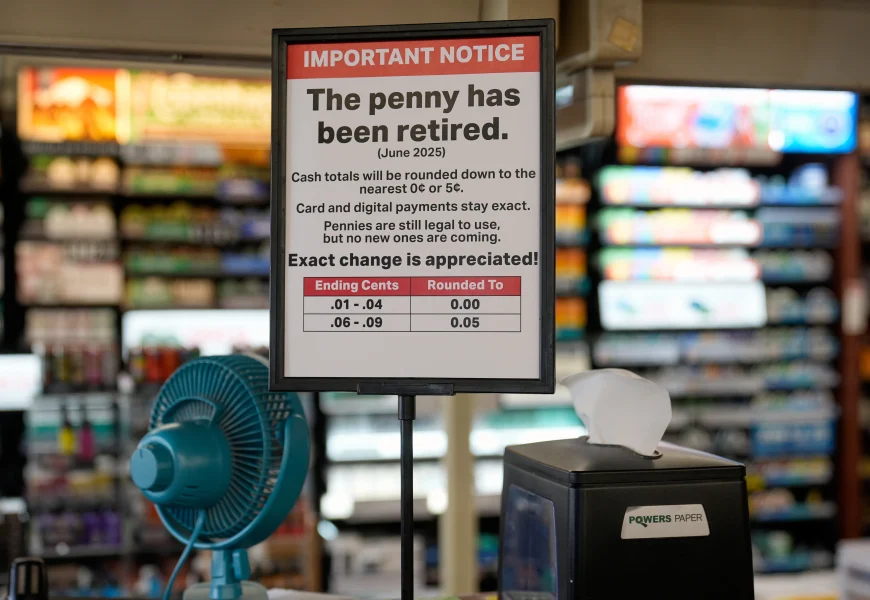 IMPORTANT NOTICE
The penny has
been retired.
(June 2025)
Cash totals will be rounded down to the
nearest 0¢ or 5¢.
Card and digital payments stay exact.
Pennies are still legal to use,
but no new ones are coming.
Exact change is appreciated!
Ending Cents Rounded To
.01 - .04 0.00
.06 - .09 0.05
POWERS PAPER